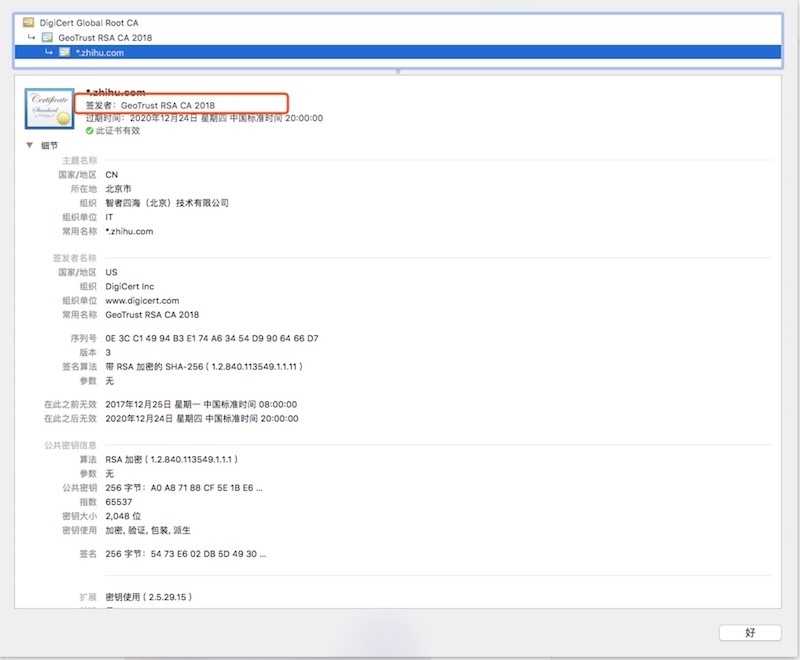 DigiCert Global Root CA
GeoTrust RSA CA 2018
*.zhihu.com
Certificate
Standard
*.zhihu.com
签发者：GeoTrust RSA CA 2018
过期时间：2020年12月24日 星期四 中国标准时间 20:00:00
此证书有效
细节
主题名称
国家/地区 CN
所在地 北京市
组织 智者四海（北京）技术有限公司
组织单位 IT
常用名称 *.zhihu.com
签发者名称
国家/地区 US
组织 DigiCert Inc
组织单位 www.digicert.com
常用名称 GeoTrust RSA CA 2018
序列号 0E 3C C1 49 94 B3 E1 74 A6 34 54 D9 90 64 66 D7
版本 3
签名算法 带 RSA 加密的 SHA-256 ( 1.2.840.113549.1.1.11 )
参数 无
在此之前无效 2017年12月25日 星期一 中国标准时间 08:00:00
在此之后无效 2020年12月24日 星期四 中国标准时间 20:00:00
公共密钥信息
算法 RSA 加密 ( 1.2.840.113549.1.1.1 )
参数 无
公共密钥 256 字节：A0 A8 71 88 CF 5E 1B E6 ...
指数 65537
密钥大小 2,048 位
密钥使用 加密, 验证, 包装, 派生
签名 256 字节：54 73 E6 02 DB 5D 49 30 ...
扩展 密钥使用 ( 2.5.29.15 )
好